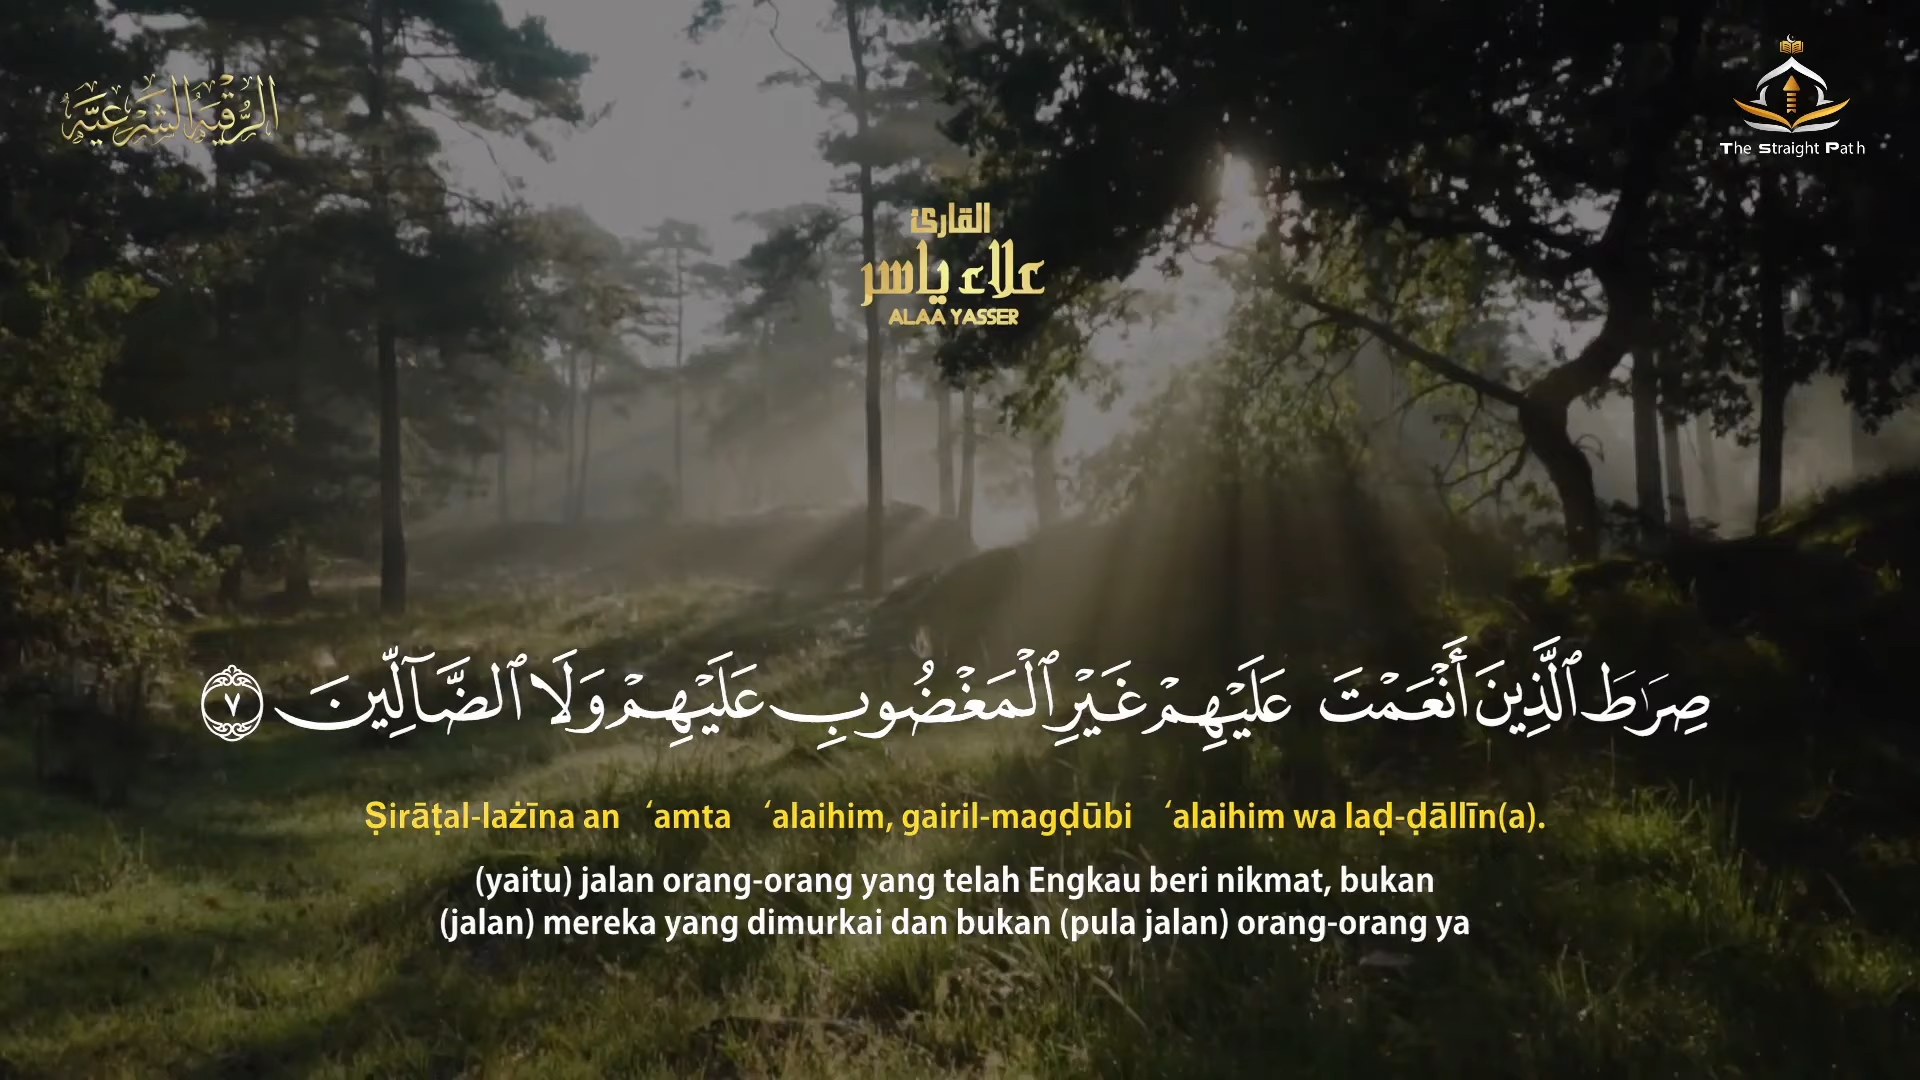 الرُّقْيَةُ الشَّرْعِيَّة
The Straight Path
القارئ
علاء ياسر
ALAA YASSER
صِرَٰطَ ٱلَّذِينَ أَنْعَمْتَ عَلَيْهِمْ غَيْرِ ٱلْمَغْضُوبِ عَلَيْهِمْ وَلَا ٱلضَّآلِّينَ ٧
Ṣirāṭal-lażīna an ‘amta ‘alaihim, gairil-magḍūbi ‘alaihim wa laḍ-ḍāllīn(a).
(yaitu) jalan orang-orang yang telah Engkau beri nikmat, bukan
(jalan) mereka yang dimurkai dan bukan (pula jalan) orang-orang ya